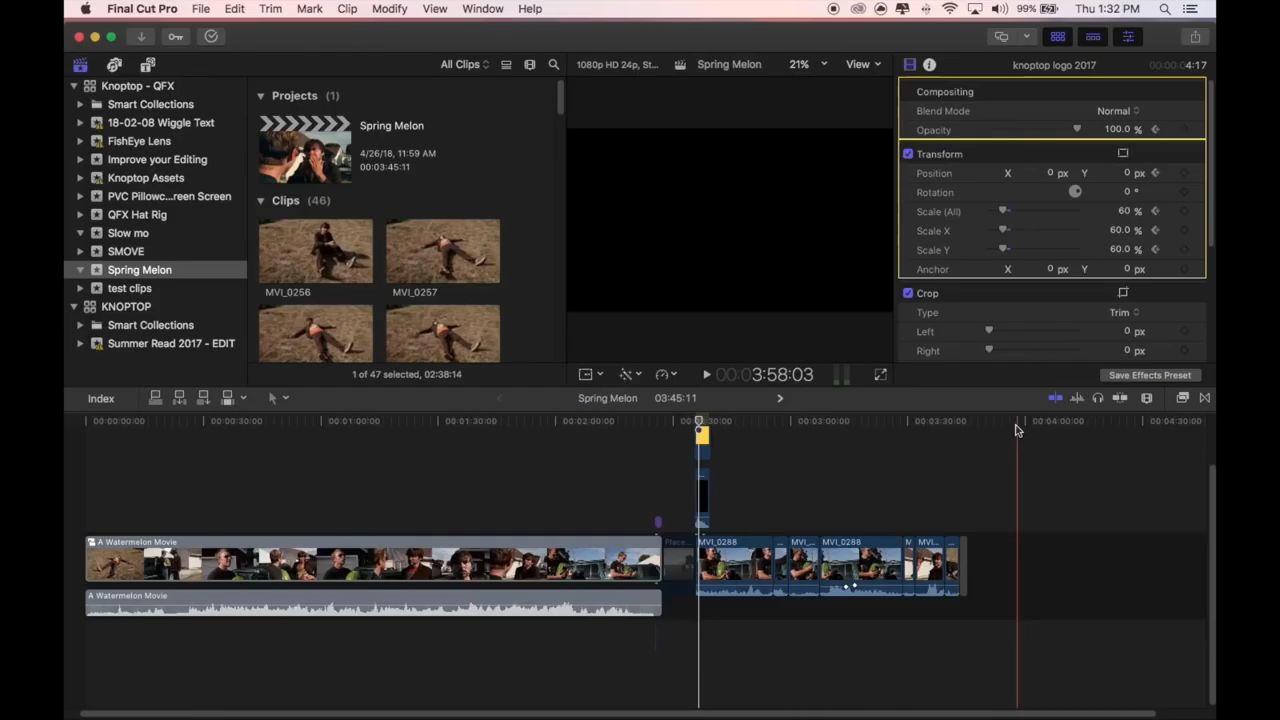 Final Cut Pro File Edit Trim Mark Clip Modify View Window Help 99% Thu 1:32 PM
All Clips 1080p HD 24p, St... Spring Melon 21% View knoptop logo 2017 00:00:04:17
Knoptop - QFX
Smart Collections
18-02-08 Wiggle Text
FishEye Lens
Improve your Editing
Knoptop Assets
PVC Pillowc...reen Screen
QFX Hat Rig
Slow mo
SMOVE
Spring Melon
test clips
KNOPTOP
Smart Collections
Summer Read 2017 - EDIT
Projects (1)
Spring Melon
4/26/18, 11:59 AM
00:03:45:11
Clips (46)
MVI_0256 MVI_0257
1 of 47 selected, 02:38:14
00:03:58:03
Compositing
Blend Mode Normal
Opacity 100.0 %
Transform
Position X 0 px Y 0 px
Rotation 0 °
Scale (All) 60 %
Scale X 60.0 %
Scale Y 60.0 %
Anchor X 0 px Y 0 px
Crop
Type Trim
Left 0 px
Right 0 px
Save Effects Preset
Index Spring Melon 03:45:11
00:00:00:00 00:00:30:00 00:01:00:00 00:01:30:00 00:02:00:00 00:03:00:00 00:03:30:00 00:04:00:00 00:04:30:00
A Watermelon Movie Place... MVI_0288 ... MVI_... MVI_0288 M MVI... ...
A Watermelon Movie